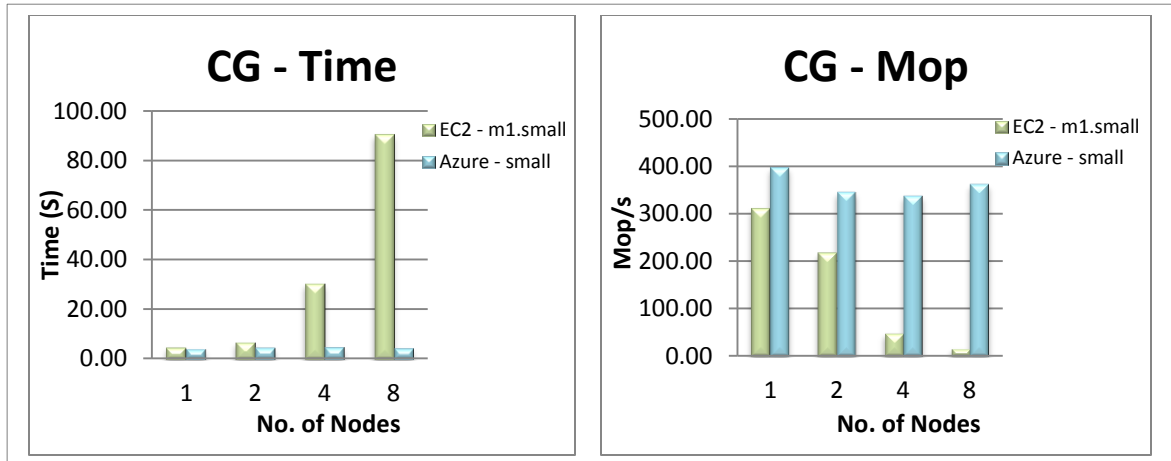 CG - Time
100.00
80.00
60.00
40.00
20.00
0.00
Time (S)
1 2 4 8
No. of Nodes
EC2 - m1.small
Azure - small
CG - Mop
500.00
400.00
300.00
200.00
100.00
0.00
Mop/s
1 2 4 8
No. of Nodes
EC2 - m1.small
Azure - small